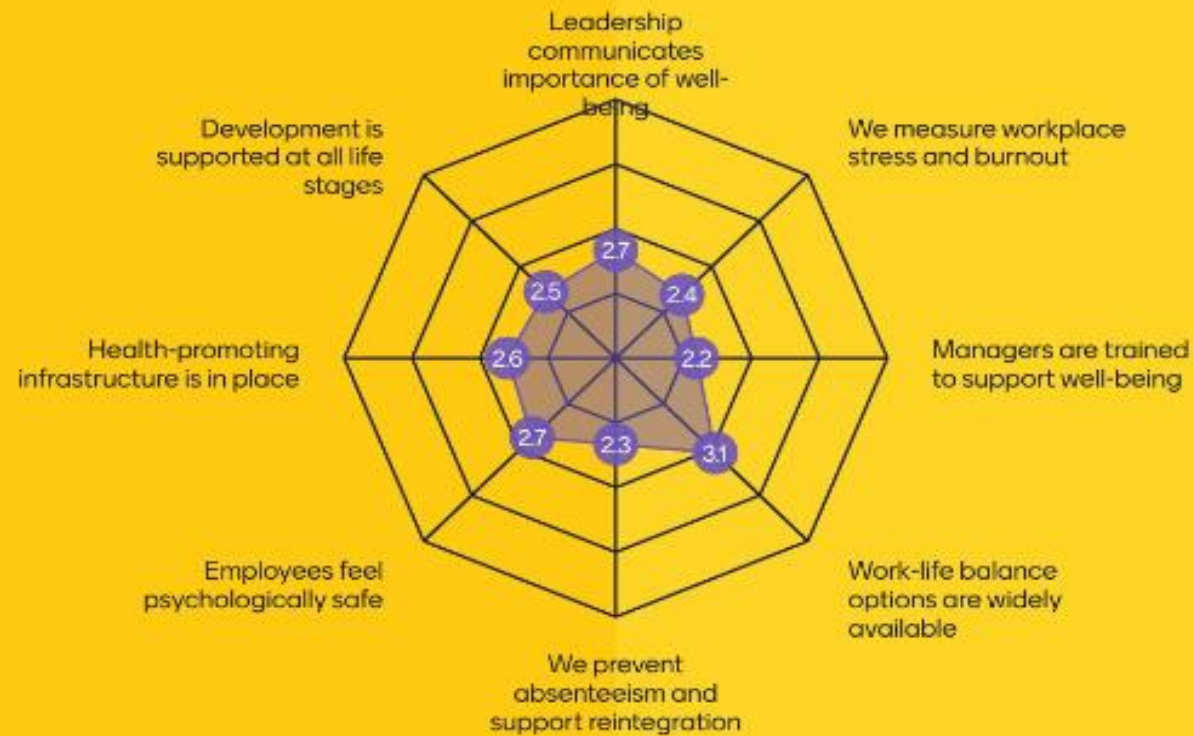 Leadership
communicates
importance of well-
being
Development is
supported at all life
stages
We measure workplace
stress and burnout
2.7
2.5
2.4
Health-promoting
infrastructure is in place
2.6
2.2
Managers are trained
to support well-being
2.7
2.3
3.1
Employees feel
psychologically safe
Work-life balance
options are widely
available
We prevent
absenteeism and
support reintegration